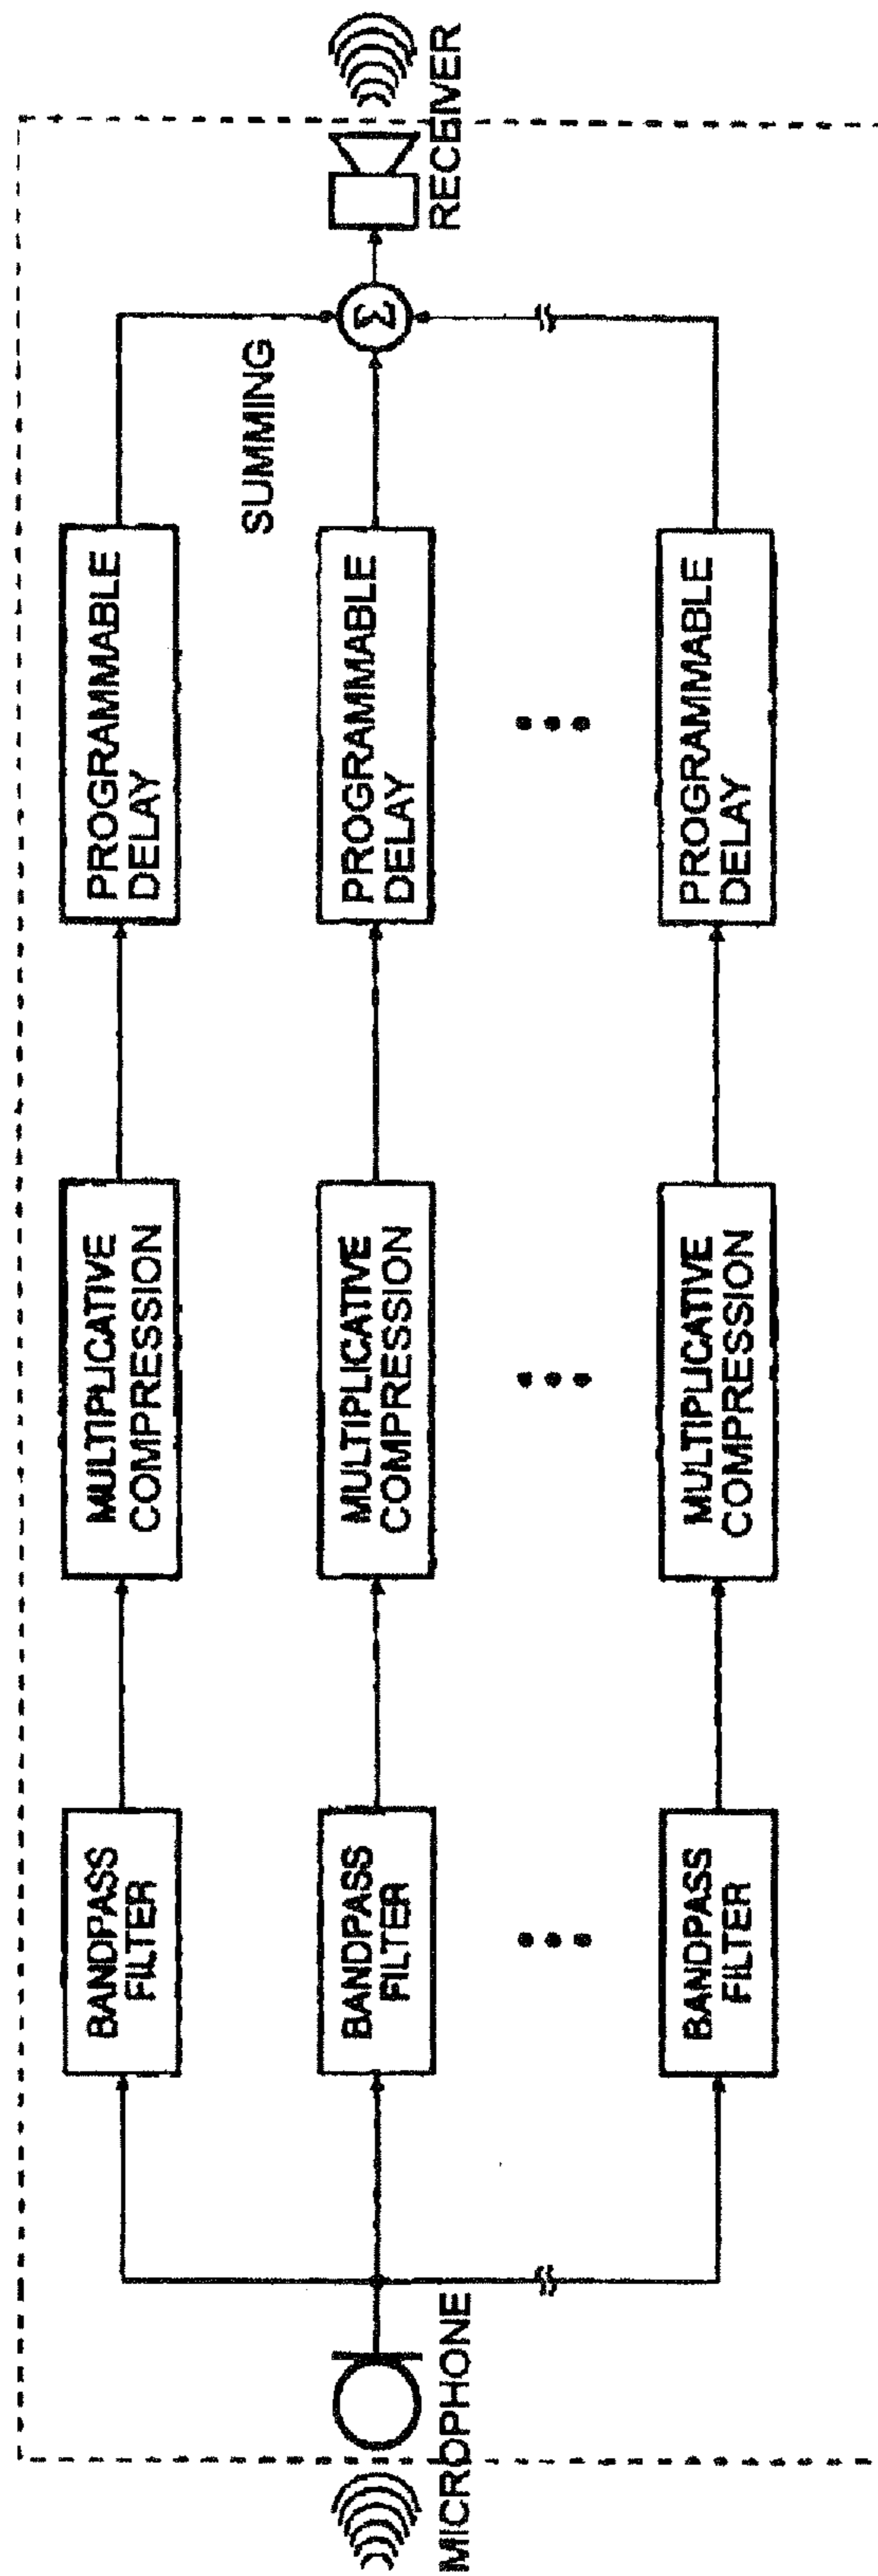 MICROPHONE
BANDPASS
FILTER
MULTIPLICATIVE
COMPRESSION
PROGRAMMABLE
DELAY
BANDPASS
FILTER
MULTIPLICATIVE
COMPRESSION
PROGRAMMABLE
DELAY
BANDPASS
FILTER
MULTIPLICATIVE
COMPRESSION
PROGRAMMABLE
DELAY
SUMMING
Σ
RECEIVER